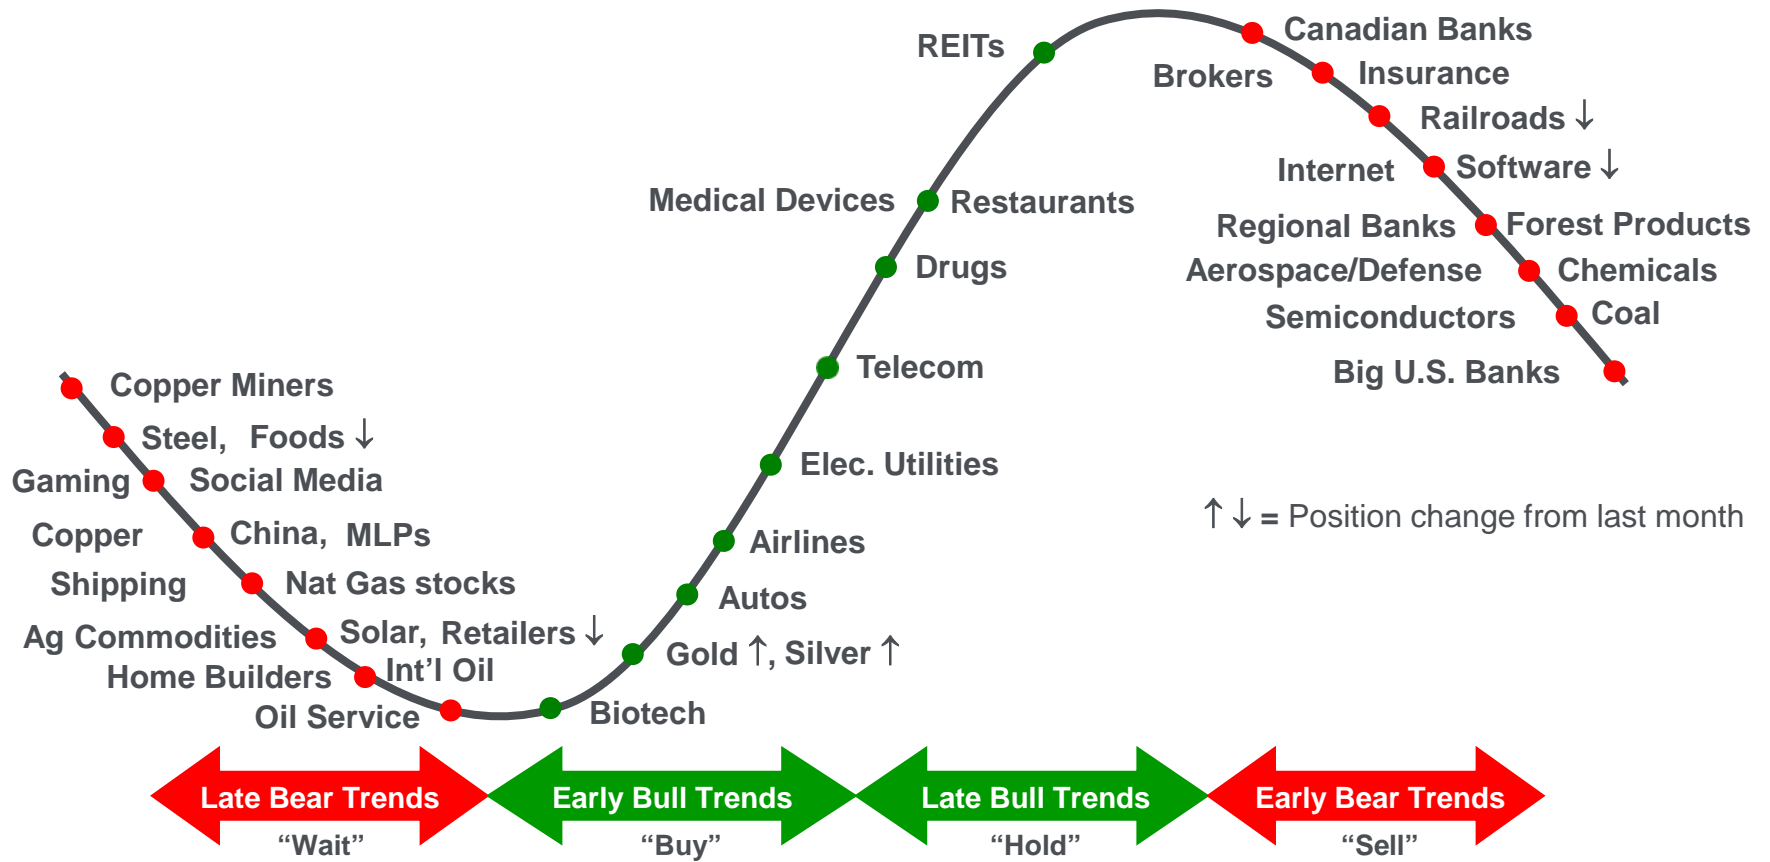 REITs
Canadian Banks
Brokers
Insurance
Railroads ↓
Internet
Software ↓
Medical Devices
Restaurants
Regional Banks
Forest Products
Drugs
Aerospace/Defense
Chemicals
Semiconductors
Coal
Telecom
Big U.S. Banks
Copper Miners
Steel, Foods ↓
Gaming
Social Media
Elec. Utilities
Copper
China, MLPs
Airlines
↑↓ = Position change from last month
Shipping
Nat Gas stocks
Autos
Ag Commodities
Solar, Retailers ↓
Gold ↑, Silver ↑
Home Builders
Int'l Oil
Oil Service
Biotech
Late Bear Trends
Early Bull Trends
Late Bull Trends
Early Bear Trends
“Wait”
“Buy”
“Hold”
“Sell”